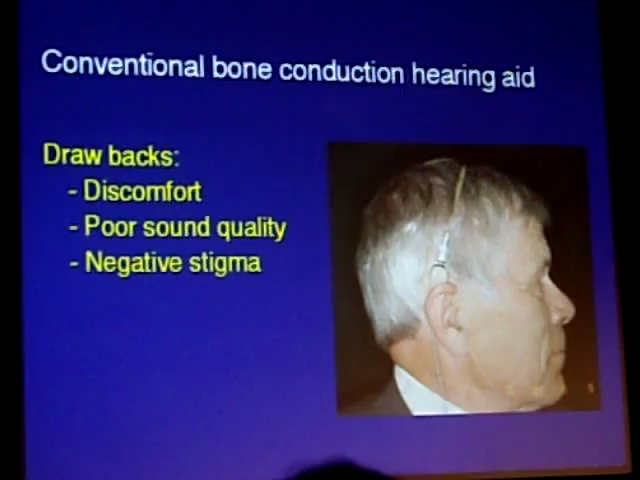 Conventional bone conduction hearing aid
Draw backs:
- Discomfort
- Poor sound quality
- Negative stigma